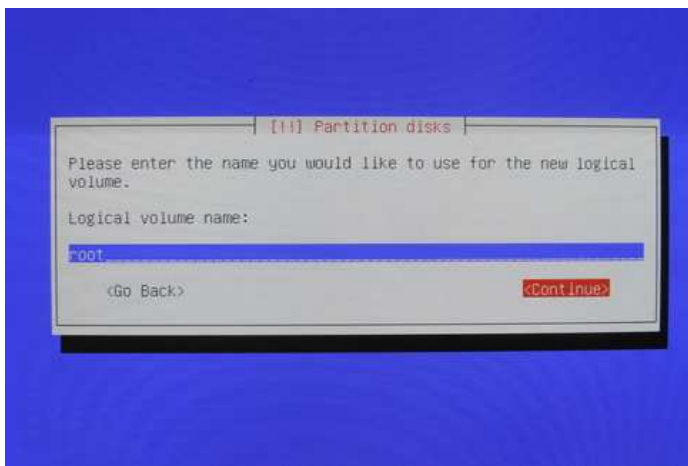 [!!] Partition disks
Please enter the name you would like to use for the new logical
volume.
Logical volume name:
root
<Go Back> <Continue>